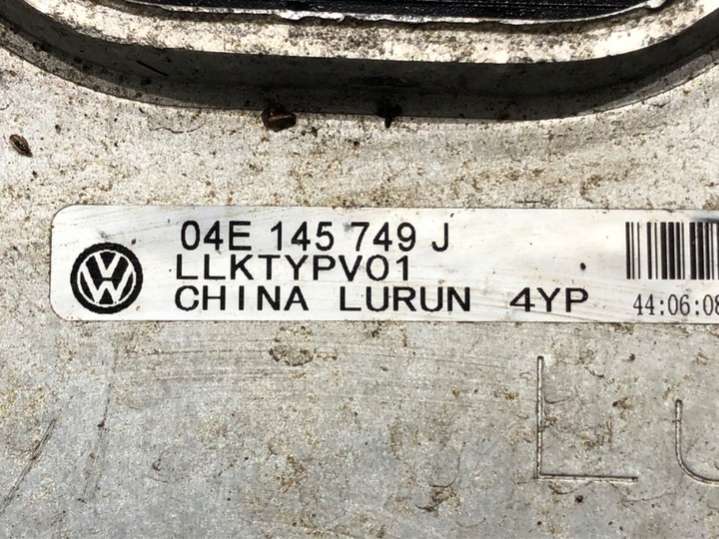 04E 145 749 J
LLKTYPV01
CHINA LURUN 4YP
44:06:08